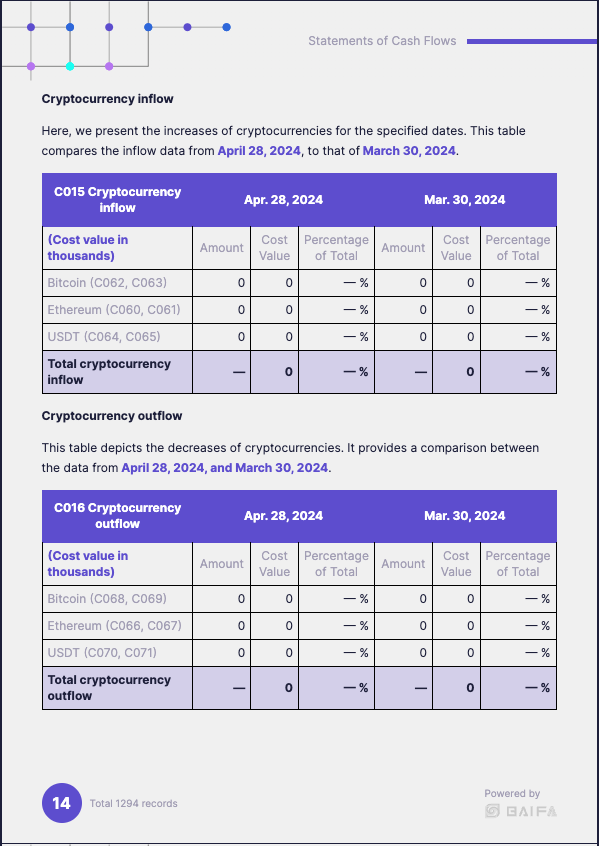 Statements of Cash Flows
Cryptocurrency inflow
Here, we present the increases of cryptocurrencies for the specified dates. This table
compares the inflow data from April 28, 2024, to that of March 30, 2024.
C015 Cryptocurrency
inflow
Apr. 28, 2024
Mar. 30, 2024
(Cost value in
thousands)
Amount
Cost
Value
Percentage
of Total
Amount
Cost
Value
Percentage
of Total
Bitcoin (C062, C063) 0 0 — % 0 0 — %
Ethereum (C060, C061) 0 0 — % 0 0 — %
USDT (C064, C065) 0 0 — % 0 0 — %
Total cryptocurrency
inflow
— 0 — % — 0 — %
Cryptocurrency outflow
This table depicts the decreases of cryptocurrencies. It provides a comparison between
the data from April 28, 2024, and March 30, 2024.
C016 Cryptocurrency
outflow
Apr. 28, 2024
Mar. 30, 2024
(Cost value in
thousands)
Amount
Cost
Value
Percentage
of Total
Amount
Cost
Value
Percentage
of Total
Bitcoin (C068, C069) 0 0 — % 0 0 — %
Ethereum (C066, C067) 0 0 — % 0 0 — %
USDT (C070, C071) 0 0 — % 0 0 — %
Total cryptocurrency
outflow
— 0 — % — 0 — %
14
Total 1294 records
Powered by
GAIFA